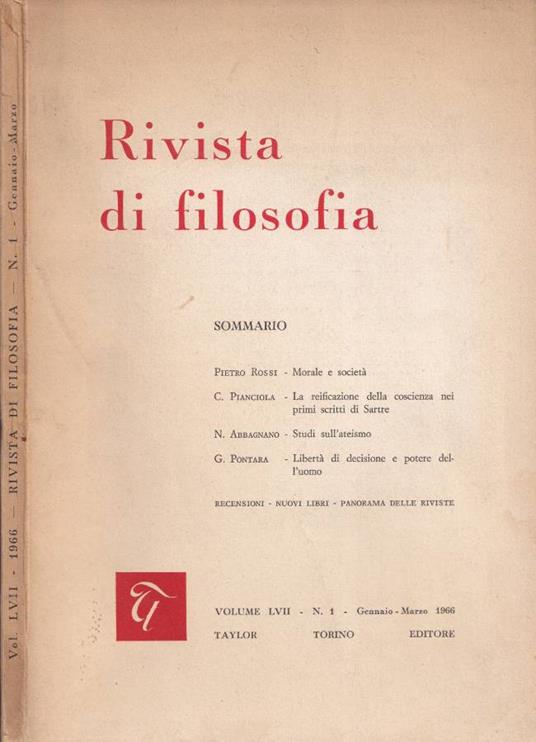 Vol. LVII - 1966 - RIVISTA DI FILOSOFIA - N. 1 - Gennaio-Marzo
Rivista
di filosofia
SOMMARIO
PIETRO ROSSI - Morale e società
C. PIANCIOLA - La reificazione della coscienza nei
primi scritti di Sartre
N. ABBAGNANO - Studi sull'ateismo
G. PONTARA - Libertà di decisione e potere del-
l'uomo
RECENSIONI - NUOVI LIBRI - PANORAMA DELLE RIVISTE
VOLUME LVII - N. 1 - Gennaio-Marzo 1966
TAYLOR TORINO EDITORE